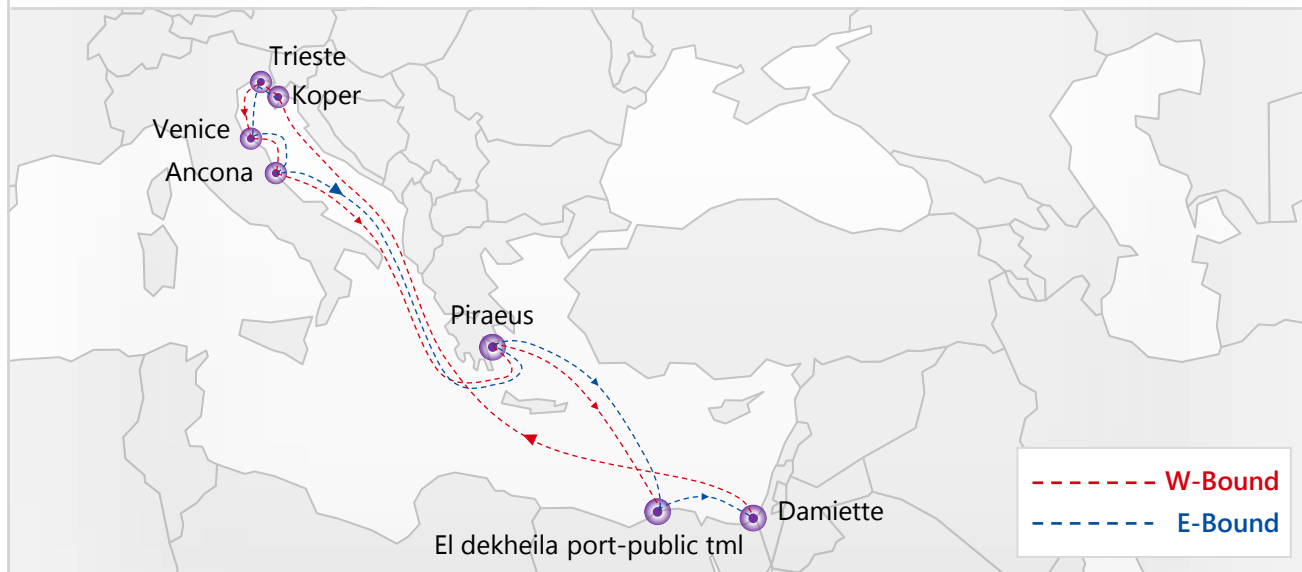 Trieste
Koper
Venice
Ancona
Piraeus
Damiette
El dekheila port-public tml
W-Bound
E-Bound